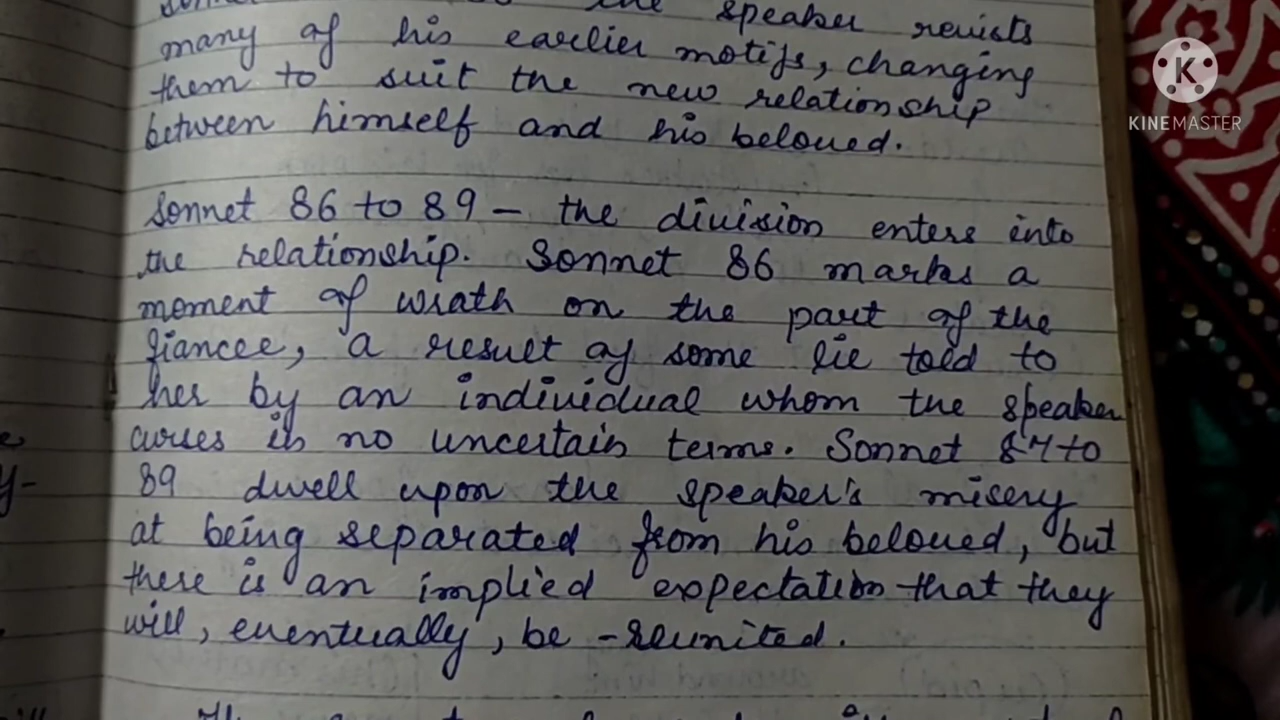 the speaker revisits
many of his earlier motifs, changing
them to suit the new relationship
between himself and his beloved.
Sonnet 86 to 89 – the division enters into
the relationship. Sonnet 86 marks a
moment of wrath on the part of the
fiancee, a result of some lie told to
her by an individual whom the speaker
curses in no uncertain terms. Sonnet 87 to
89 dwell upon the speaker's misery
at being separated from his beloved, but
there is an implied expectation that they
will, eventually, be -reunited.
K
KINEMASTER